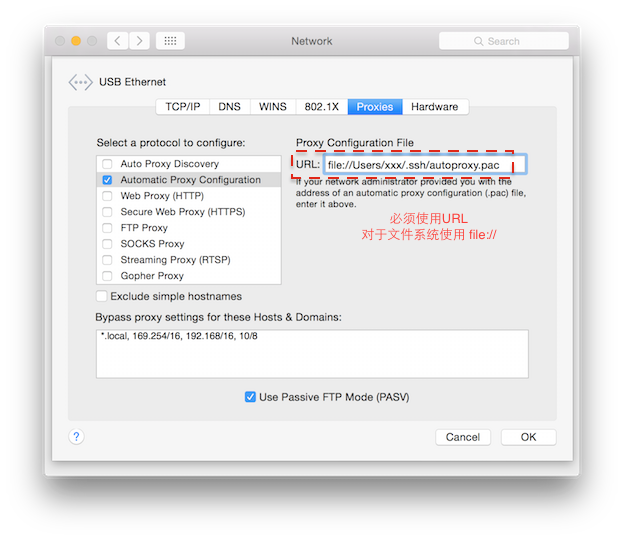 Network
Search
USB Ethernet
TCP/IP DNS WINS 802.1X Proxies Hardware
Select a protocol to configure:
Auto Proxy Discovery
Automatic Proxy Configuration
Web Proxy (HTTP)
Secure Web Proxy (HTTPS)
FTP Proxy
SOCKS Proxy
Streaming Proxy (RTSP)
Gopher Proxy
Exclude simple hostnames
Proxy Configuration File
URL: file://Users/xxx/.ssh/autoproxy.pac
If your network administrator provided you with the
address of an automatic proxy configuration (.pac) file,
enter it above.
必须使用URL
对于文件系统使用 file://
Bypass proxy settings for these Hosts & Domains:
*.local, 169.254/16, 192.168/16, 10/8
Use Passive FTP Mode (PASV)
?
Cancel
OK